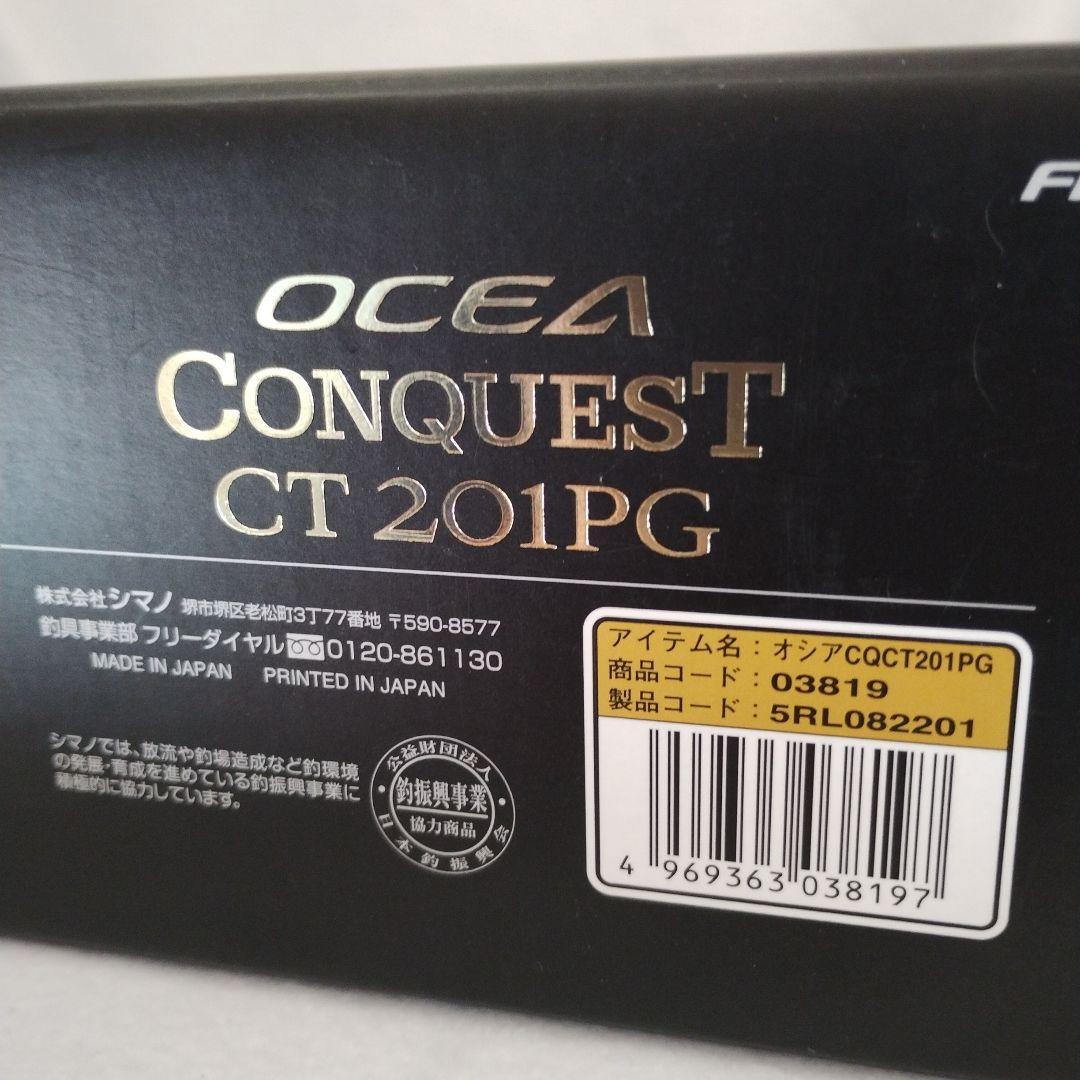 OCEA
CONQUEST
CT 201PG
株式会社シマノ 堺市堺区老松町3丁77番地 〒590-8577
釣具事業部 フリーダイヤル 0120-861130
MADE IN JAPAN PRINTED IN JAPAN
シマノでは、放流や釣場造成など釣環境
の発展・育成を進めている釣振興事業に
積極的に協力しています。
公益財団法人
釣振興事業
協力商品
日本釣振興会
アイテム名：オシアCQCT201PG
商品コード：03819
製品コード：5RL082201
4 969363 038197